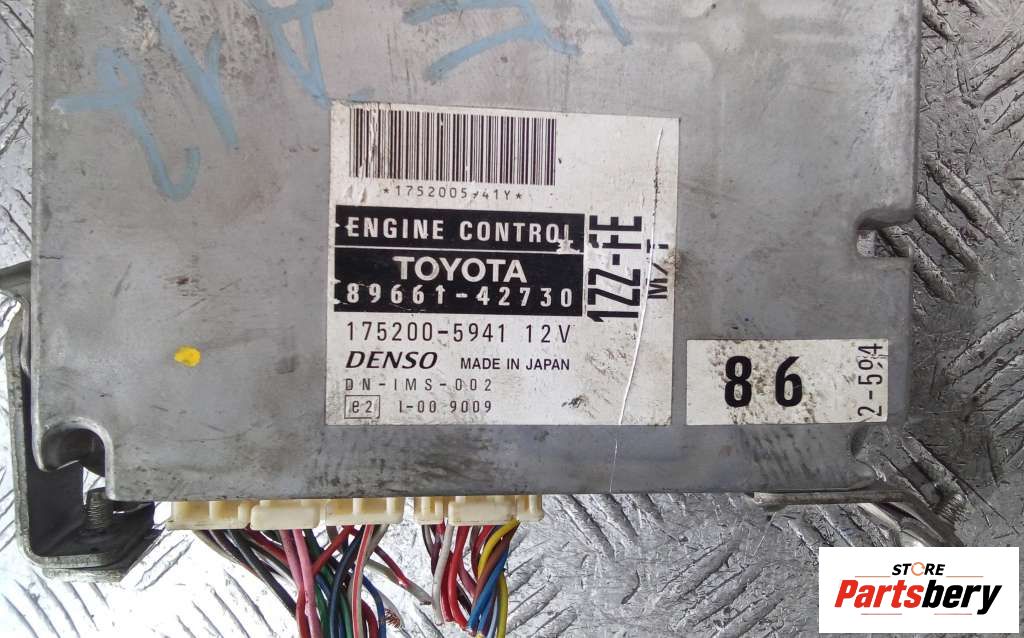 *1752005941Y*
ENGINE CONTROL
TOYOTA
89661-42730
1ZZ-FE
M/T
175200-5941 12V
DENSO MADE IN JAPAN
DN-IMS-002
e2 1-00 9009
86
2-594
STORE
Partsbery